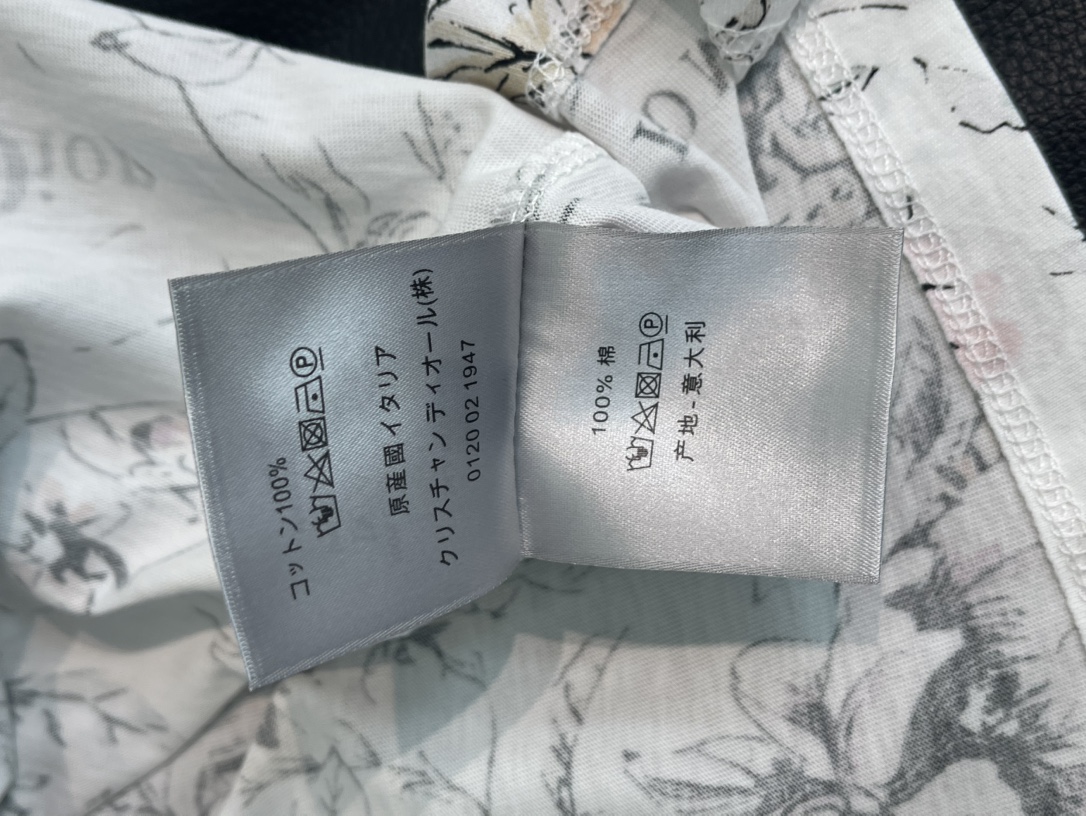 コットン100%
P
原産國イタリア
クリスチャンディオール(株)
0120 02 1947
100% 棉
P
产地-意大利